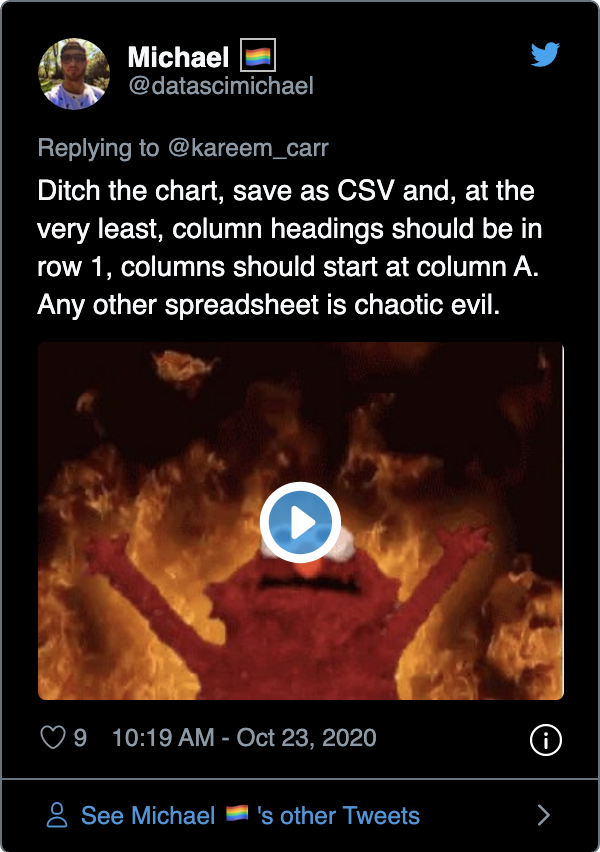 Michael 🏳️‍🌈
@datascimichael
Replying to @kareem_carr
Ditch the chart, save as CSV and, at the
very least, column headings should be in
row 1, columns should start at column A.
Any other spreadsheet is chaotic evil.
9 10:19 AM - Oct 23, 2020
See Michael 🏳️‍🌈 's other Tweets